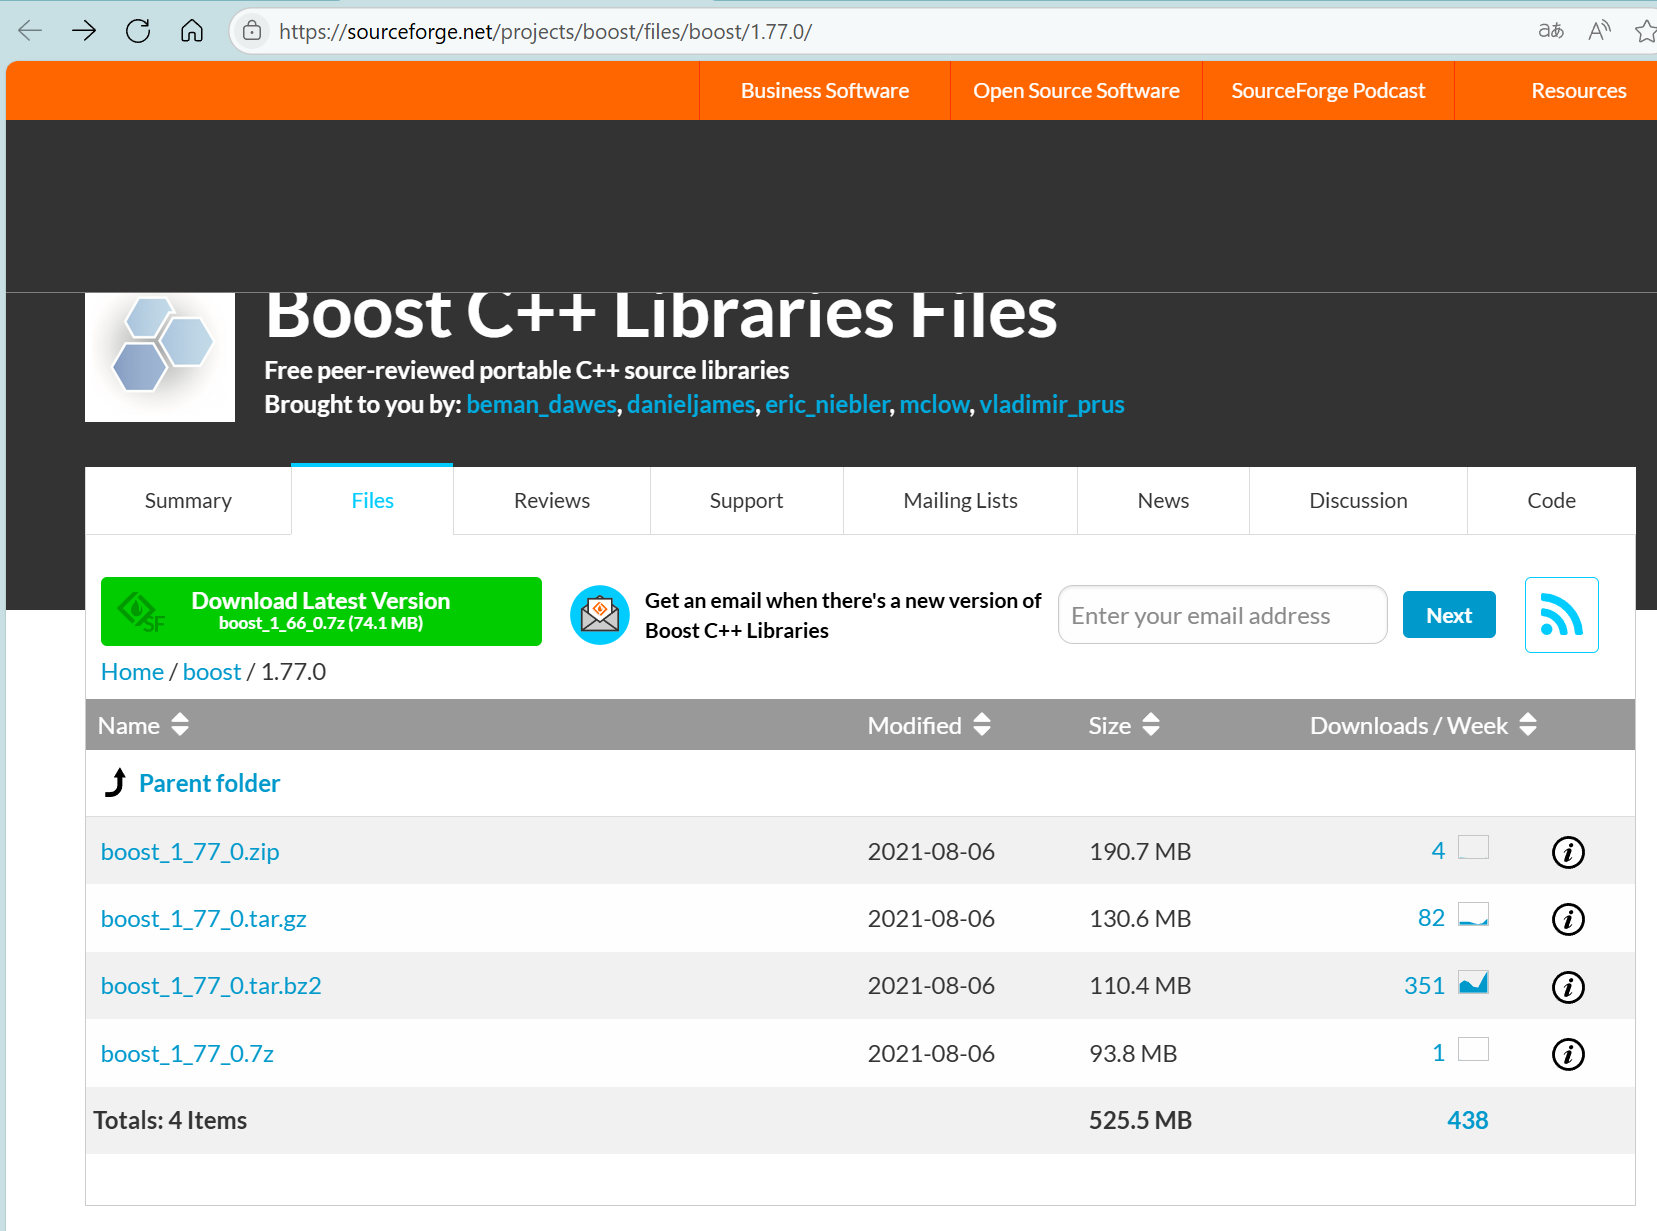 https://sourceforge.net/projects/boost/files/boost/1.77.0/
aあ
A
Business Software
Open Source Software
SourceForge Podcast
Resources
Boost C++ Libraries Files
Free peer-reviewed portable C++ source libraries
Brought to you by: beman_dawes, danieljames, eric_niebler, mclow, vladimir_prus
Summary
Files
Reviews
Support
Mailing Lists
News
Discussion
Code
SF
Download Latest Version
boost_1_66_0.7z (74.1 MB)
Get an email when there's a new version of
Boost C++ Libraries
Enter your email address
Next
Home / boost / 1.77.0
Name Modified Size Downloads / Week
Parent folder
boost_1_77_0.zip 2021-08-06 190.7 MB 4 i
boost_1_77_0.tar.gz 2021-08-06 130.6 MB 82 i
boost_1_77_0.tar.bz2 2021-08-06 110.4 MB 351 i
boost_1_77_0.7z 2021-08-06 93.8 MB 1 i
Totals: 4 Items 525.5 MB 438